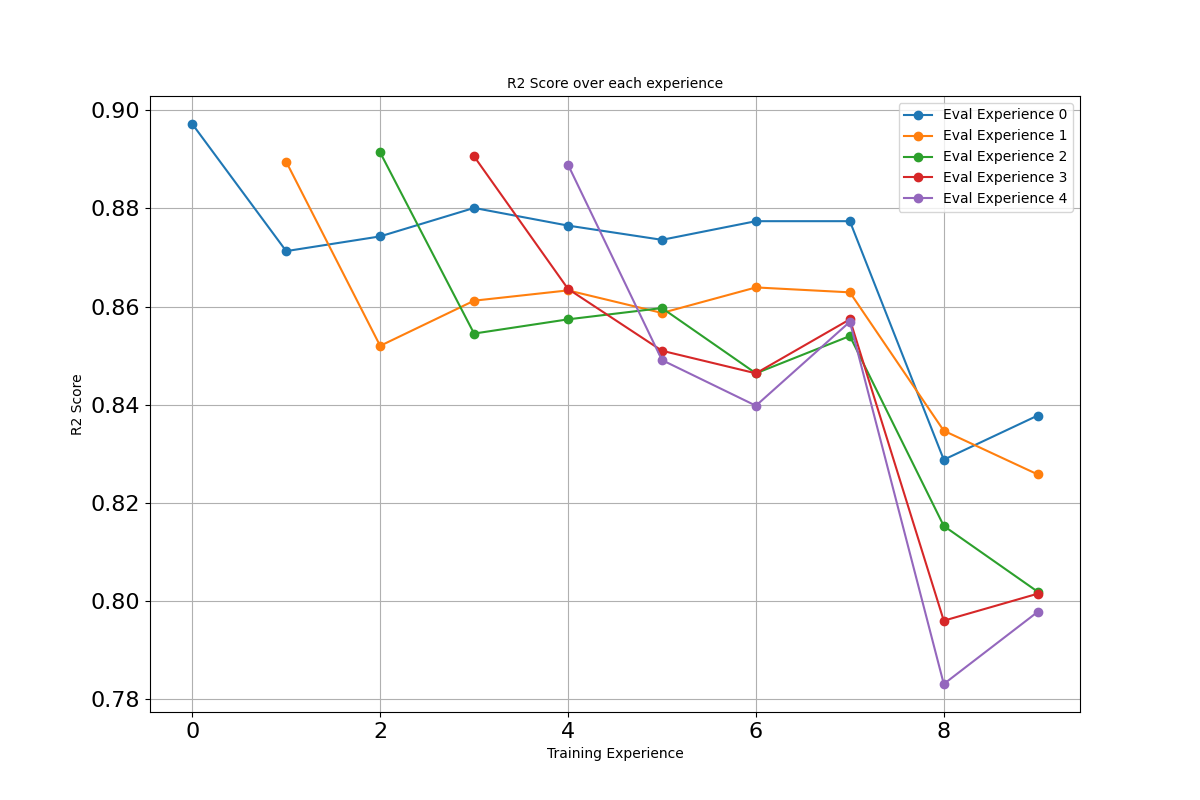 R2 Score over each experience
0.90
0.88
0.86
0.84
0.82
0.80
0.78
R2 Score
Eval Experience 0
Eval Experience 1
Eval Experience 2
Eval Experience 3
Eval Experience 4
0 2 4 6 8
Training Experience